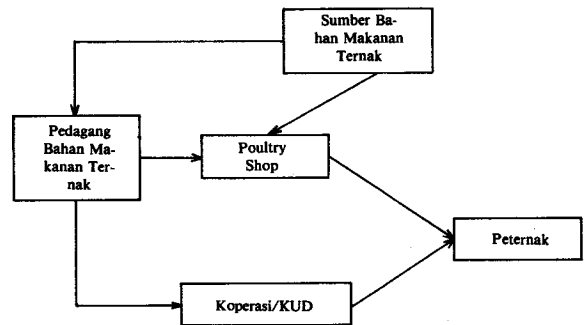 Sumber Ba-
han Makanan
Ternak
Pedagang
Bahan Ma-
kanan Ter-
nak
Poultry
Shop
Peternak
Koperasi/KUD